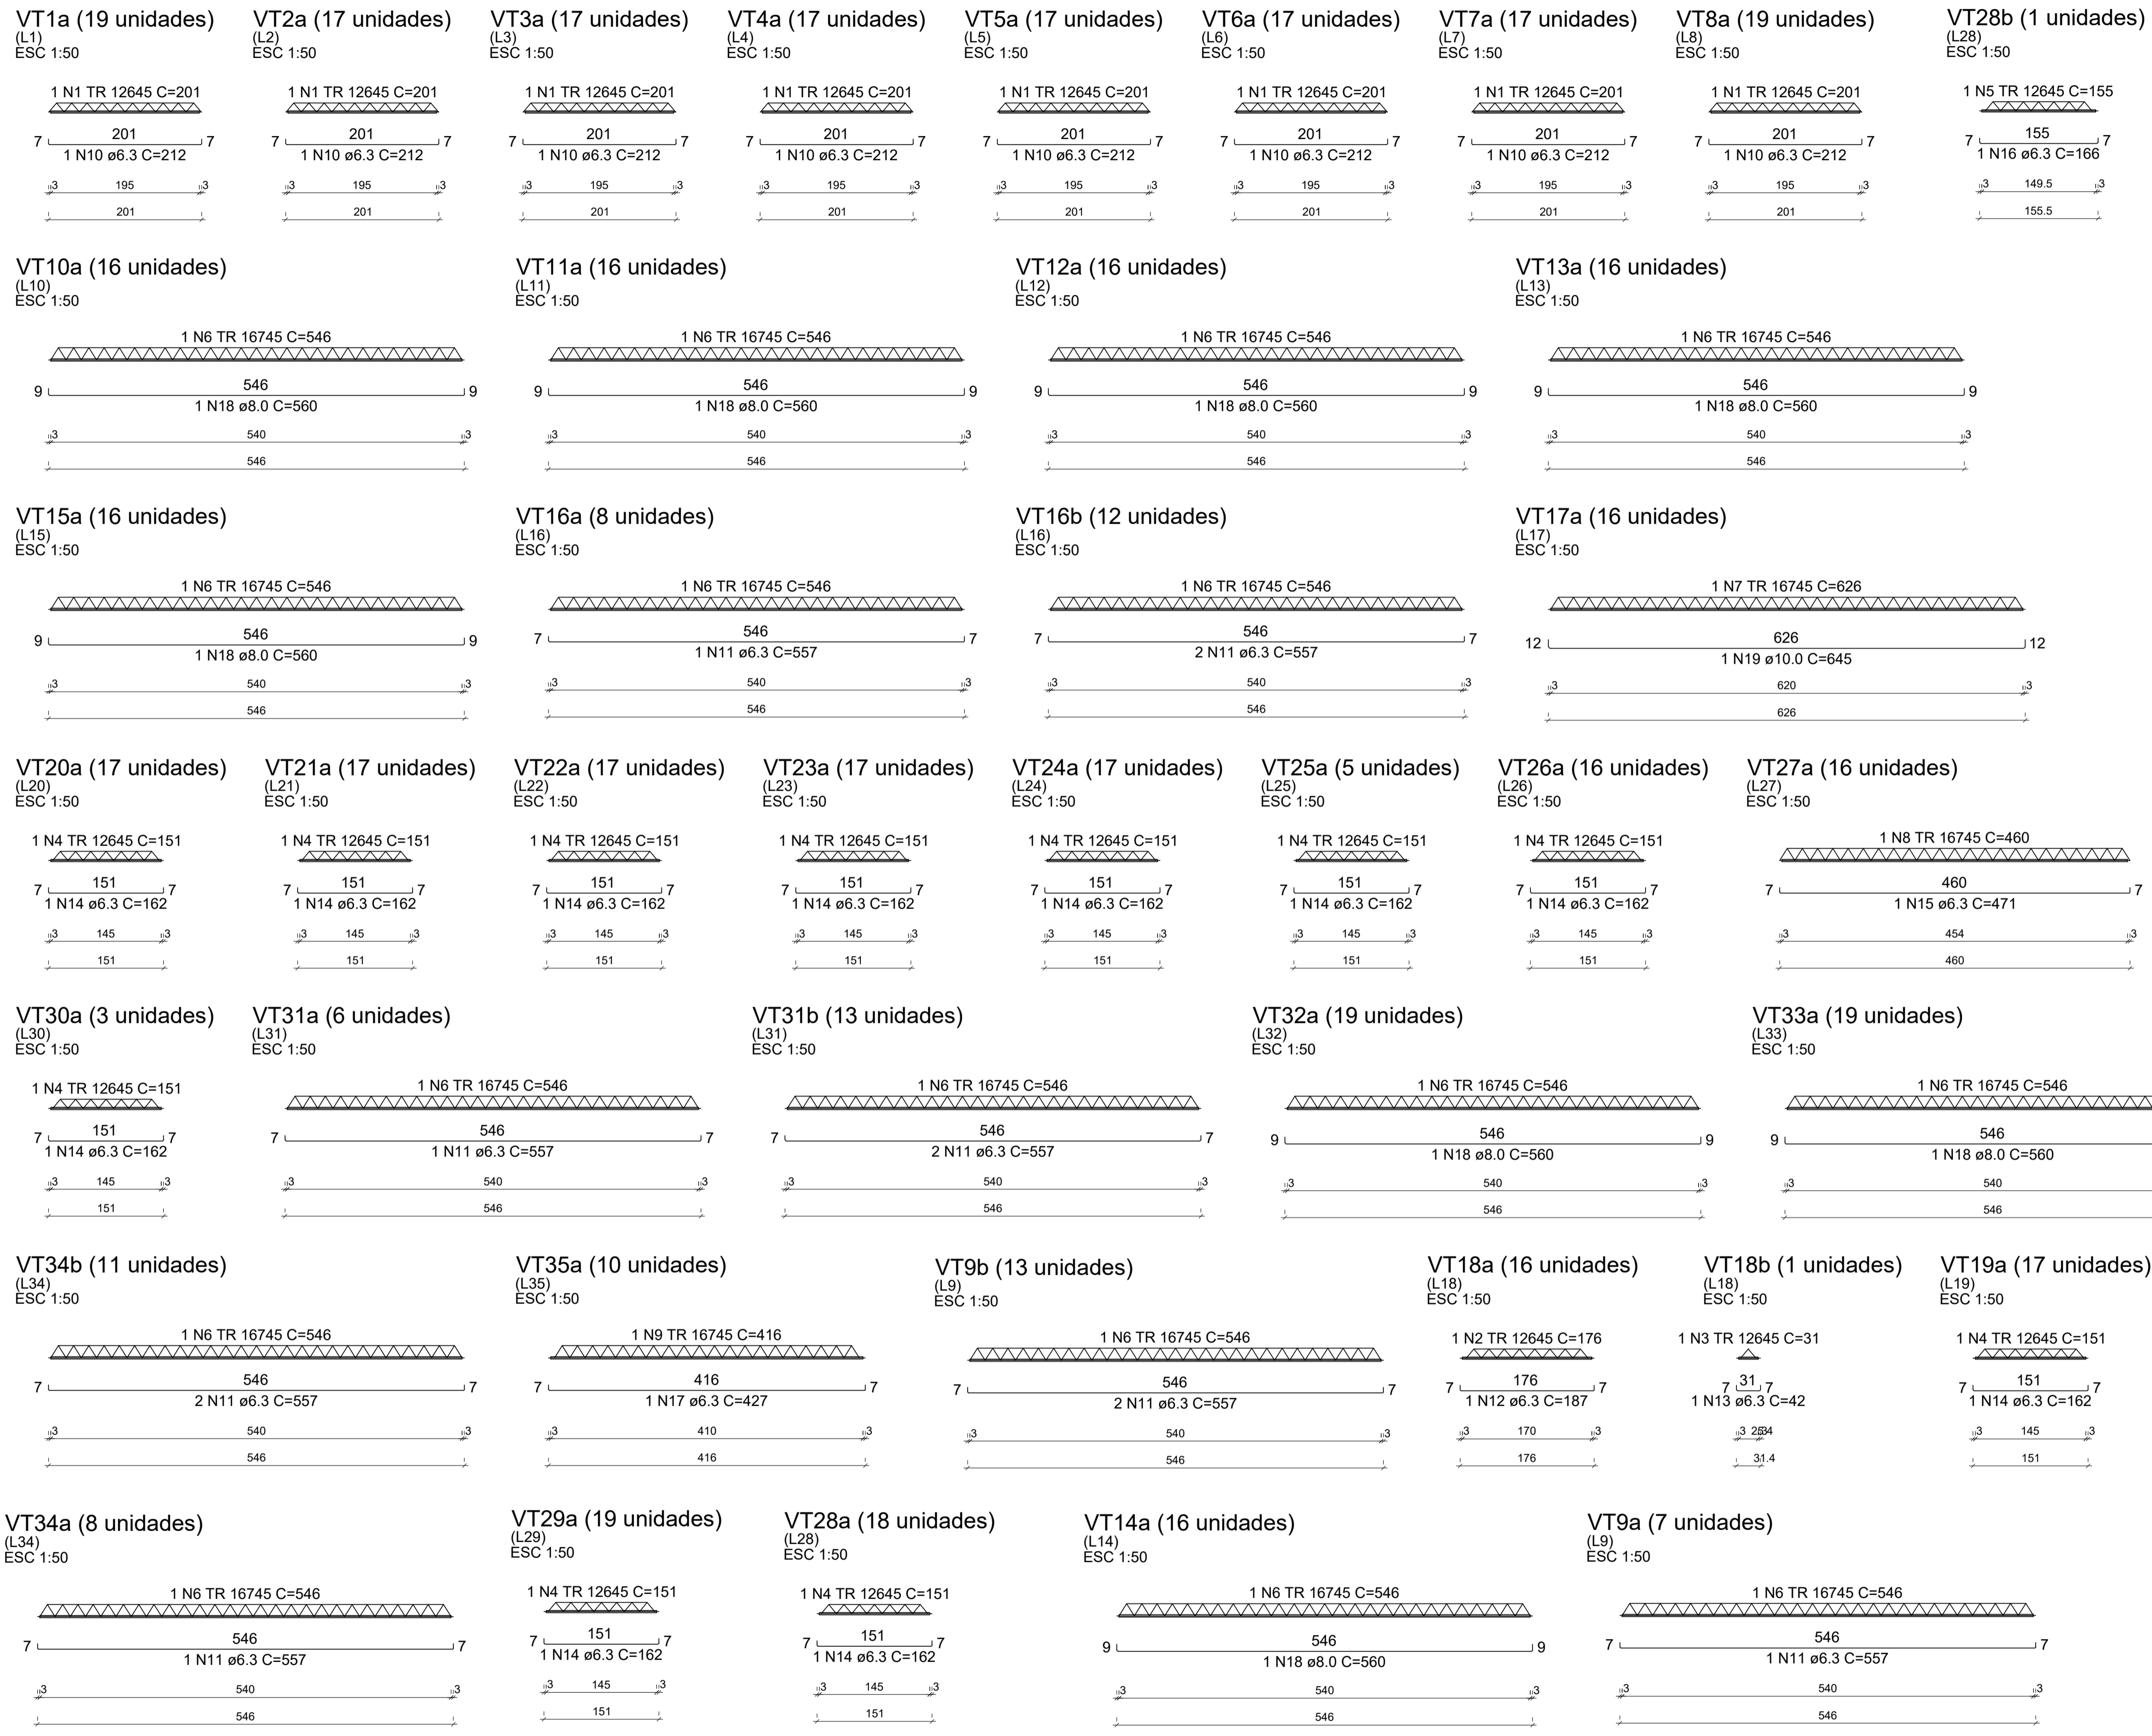 VT1a (19 unidades)
(L1)
ESC 1:50
1 N1 TR 12645 C=201
201
7 7
1 N10 ø6.3 C=212
3 195 3
201
VT2a (17 unidades)
(L2)
ESC 1:50
1 N1 TR 12645 C=201
201
7 7
1 N10 ø6.3 C=212
3 195 3
201
VT3a (17 unidades)
(L3)
ESC 1:50
1 N1 TR 12645 C=201
201
7 7
1 N10 ø6.3 C=212
3 195 3
201
VT4a (17 unidades)
(L4)
ESC 1:50
1 N1 TR 12645 C=201
201
7 7
1 N10 ø6.3 C=212
3 195 3
201
VT5a (17 unidades)
(L5)
ESC 1:50
1 N1 TR 12645 C=201
201
7 7
1 N10 ø6.3 C=212
3 195 3
201
VT6a (17 unidades)
(L6)
ESC 1:50
1 N1 TR 12645 C=201
201
7 7
1 N10 ø6.3 C=212
3 195 3
201
VT7a (17 unidades)
(L7)
ESC 1:50
1 N1 TR 12645 C=201
201
7 7
1 N10 ø6.3 C=212
3 195 3
201
VT8a (19 unidades)
(L8)
ESC 1:50
1 N1 TR 12645 C=201
201
7 7
1 N10 ø6.3 C=212
3 195 3
201
VT28b (1 unidades)
(L28)
ESC 1:50
1 N5 TR 12645 C=155
155
7 7
1 N16 ø6.3 C=166
3 149.5 3
155.5
VT10a (16 unidades)
(L10)
ESC 1:50
1 N6 TR 16745 C=546
546
9 9
1 N18 ø8.0 C=560
3 540 3
546
VT11a (16 unidades)
(L11)
ESC 1:50
1 N6 TR 16745 C=546
546
9 9
1 N18 ø8.0 C=560
3 540 3
546
VT12a (16 unidades)
(L12)
ESC 1:50
1 N6 TR 16745 C=546
546
9 9
1 N18 ø8.0 C=560
3 540 3
546
VT13a (16 unidades)
(L13)
ESC 1:50
1 N6 TR 16745 C=546
546
9 9
1 N18 ø8.0 C=560
3 540 3
546
VT15a (16 unidades)
(L15)
ESC 1:50
1 N6 TR 16745 C=546
546
9 9
1 N18 ø8.0 C=560
3 540 3
546
VT16a (8 unidades)
(L16)
ESC 1:50
1 N6 TR 16745 C=546
546
7 7
1 N11 ø6.3 C=557
3 540 3
546
VT16b (12 unidades)
(L16)
ESC 1:50
1 N6 TR 16745 C=546
546
7 7
2 N11 ø6.3 C=557
3 540 3
546
VT17a (16 unidades)
(L17)
ESC 1:50
1 N7 TR 16745 C=626
626
12 12
1 N19 ø10.0 C=645
3 620 3
626
VT20a (17 unidades)
(L20)
ESC 1:50
1 N4 TR 12645 C=151
151
7 7
1 N14 ø6.3 C=162
3 145 3
151
VT21a (17 unidades)
(L21)
ESC 1:50
1 N4 TR 12645 C=151
151
7 7
1 N14 ø6.3 C=162
3 145 3
151
VT22a (17 unidades)
(L22)
ESC 1:50
1 N4 TR 12645 C=151
151
7 7
1 N14 ø6.3 C=162
3 145 3
151
VT23a (17 unidades)
(L23)
ESC 1:50
1 N4 TR 12645 C=151
151
7 7
1 N14 ø6.3 C=162
3 145 3
151
VT24a (17 unidades)
(L24)
ESC 1:50
1 N4 TR 12645 C=151
151
7 7
1 N14 ø6.3 C=162
3 145 3
151
VT25a (5 unidades)
(L25)
ESC 1:50
1 N4 TR 12645 C=151
151
7 7
1 N14 ø6.3 C=162
3 145 3
151
VT26a (16 unidades)
(L26)
ESC 1:50
1 N4 TR 12645 C=151
151
7 7
1 N14 ø6.3 C=162
3 145 3
151
VT27a (16 unidades)
(L27)
ESC 1:50
1 N8 TR 16745 C=460
460
7 7
1 N15 ø6.3 C=471
3 454 3
460
VT30a (3 unidades)
(L30)
ESC 1:50
1 N4 TR 12645 C=151
151
7 7
1 N14 ø6.3 C=162
3 145 3
151
VT31a (6 unidades)
(L31)
ESC 1:50
1 N6 TR 16745 C=546
546
7 7
1 N11 ø6.3 C=557
3 540 3
546
VT31b (13 unidades)
(L31)
ESC 1:50
1 N6 TR 16745 C=546
546
7 7
2 N11 ø6.3 C=557
3 540 3
546
VT32a (19 unidades)
(L32)
ESC 1:50
1 N6 TR 16745 C=546
546
9 9
1 N18 ø8.0 C=560
3 540 3
546
VT33a (19 unidades)
(L33)
ESC 1:50
1 N6 TR 16745 C=546
546
9
1 N18 ø8.0 C=560
3 540
546
VT34b (11 unidades)
(L34)
ESC 1:50
1 N6 TR 16745 C=546
546
7 7
2 N11 ø6.3 C=557
3 540 3
546
VT35a (10 unidades)
(L35)
ESC 1:50
1 N9 TR 16745 C=416
416
7 7
1 N17 ø6.3 C=427
3 410 3
416
VT9b (13 unidades)
(L9)
ESC 1:50
1 N6 TR 16745 C=546
546
7 7
2 N11 ø6.3 C=557
3 540 3
546
VT18a (16 unidades)
(L18)
ESC 1:50
1 N2 TR 12645 C=176
176
7 7
1 N12 ø6.3 C=187
3 170 3
176
VT18b (1 unidades)
(L18)
ESC 1:50
1 N3 TR 12645 C=31
31
7 7
1 N13 ø6.3 C=42
3
31.4
VT19a (17 unidades)
(L19)
ESC 1:50
1 N4 TR 12645 C=151
151
7 7
1 N14 ø6.3 C=162
3 145 3
151
VT34a (8 unidades)
(L34)
ESC 1:50
1 N6 TR 16745 C=546
546
7 7
1 N11 ø6.3 C=557
3 540 3
546
VT29a (19 unidades)
(L29)
ESC 1:50
1 N4 TR 12645 C=151
151
7 7
1 N14 ø6.3 C=162
3 145 3
151
VT28a (18 unidades)
(L28)
ESC 1:50
1 N4 TR 12645 C=151
151
7 7
1 N14 ø6.3 C=162
3 145 3
151
VT14a (16 unidades)
(L14)
ESC 1:50
1 N6 TR 16745 C=546
546
9 9
1 N18 ø8.0 C=560
3 540 3
546
VT9a (7 unidades)
(L9)
ESC 1:50
1 N6 TR 16745 C=546
546
7 7
1 N11 ø6.3 C=557
3 540 3
546